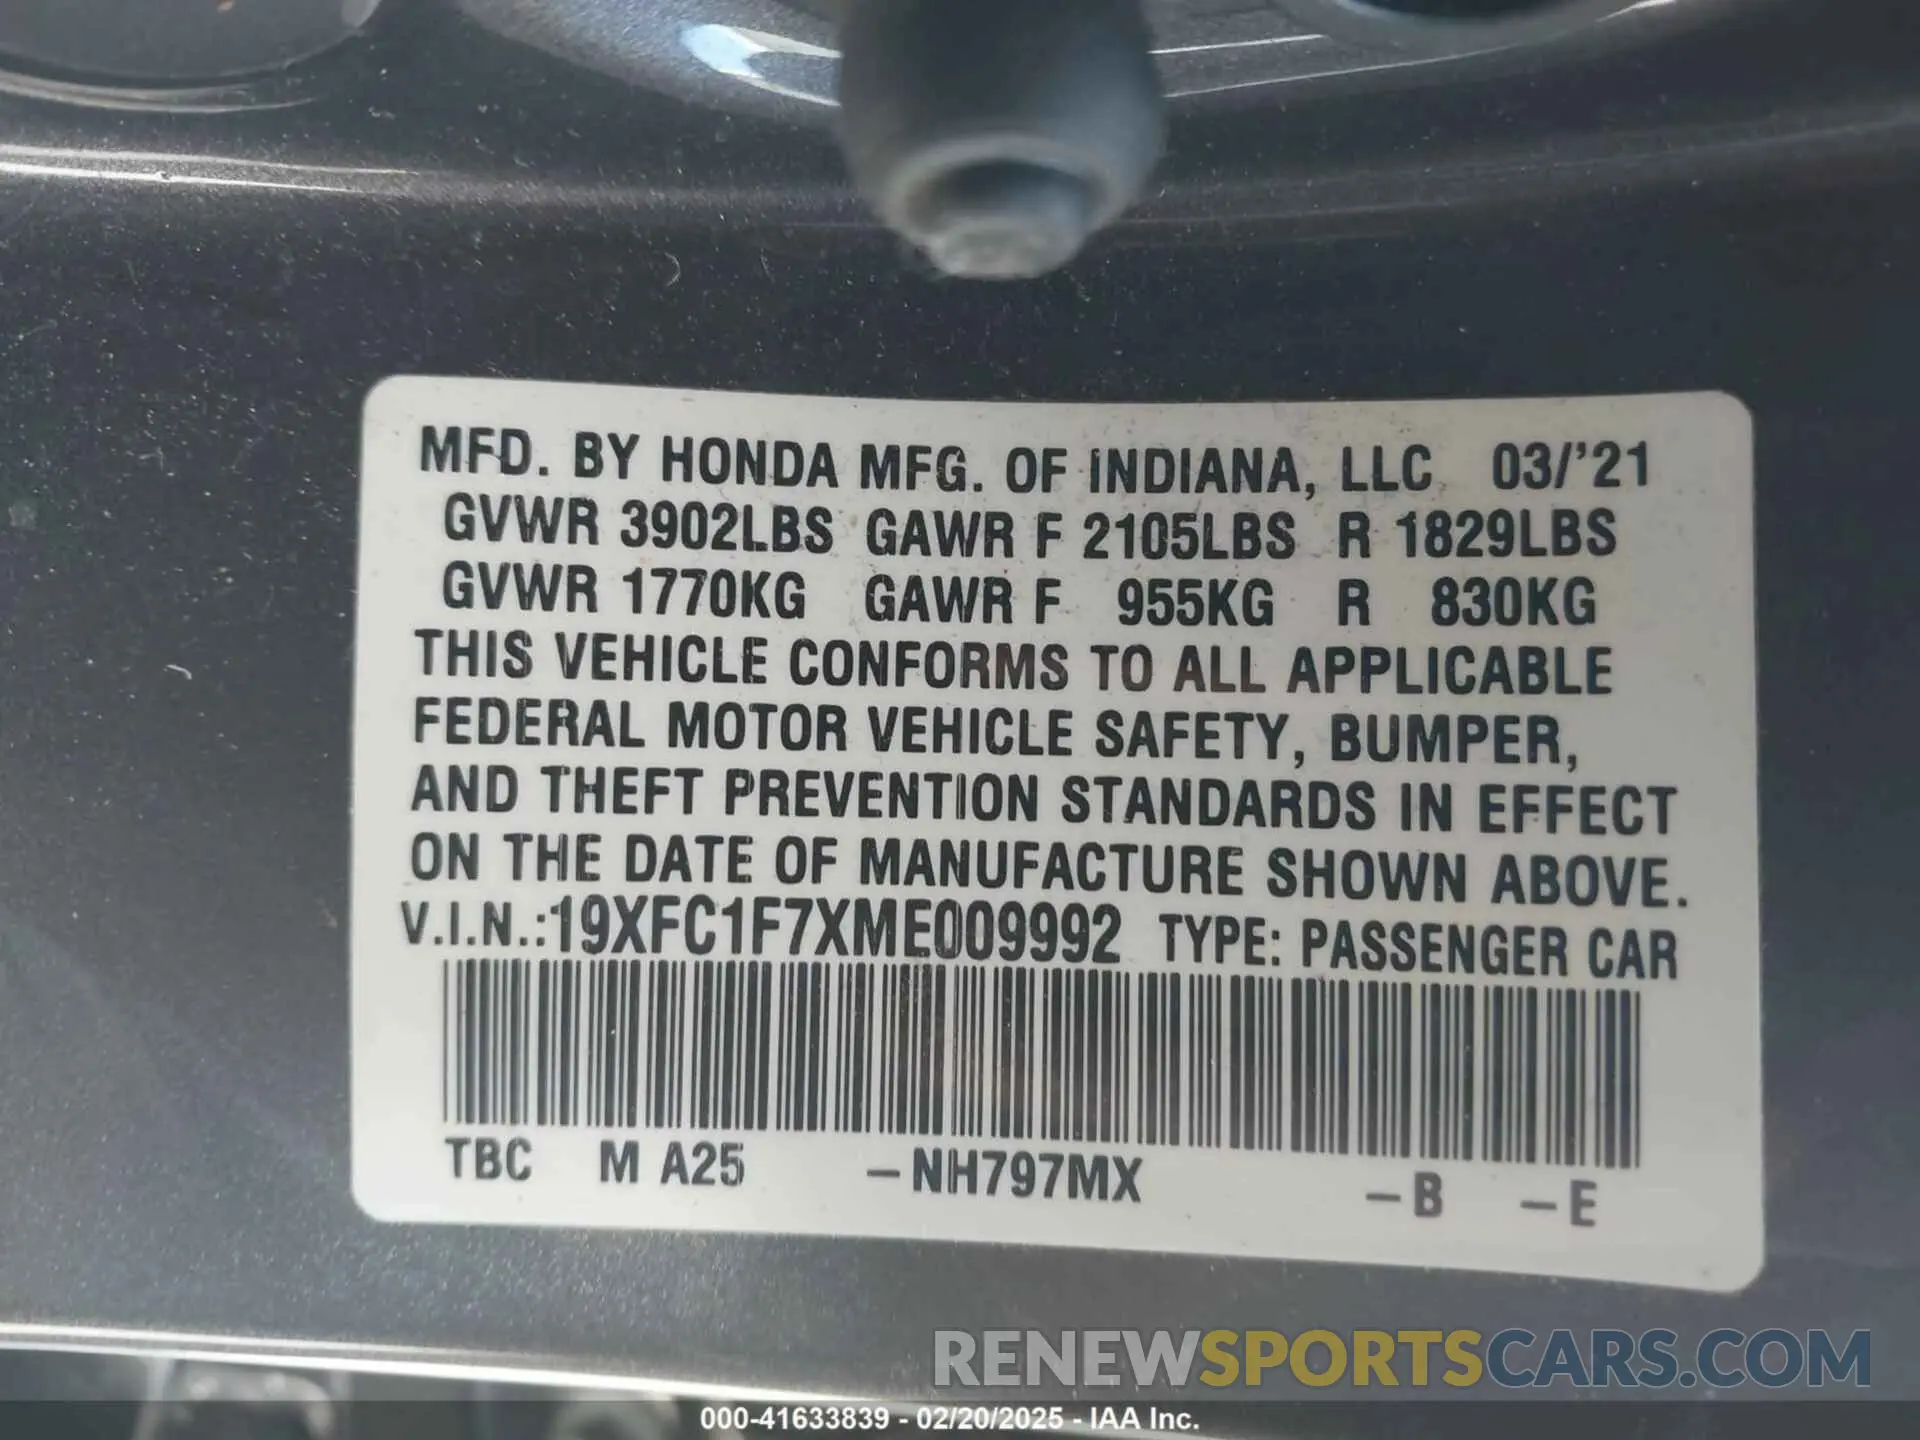 MFD. BY HONDA MFG. OF INDIANA, LLC 03/'21
GVWR 3902LBS GAWR F 2105LBS R 1829LBS
GVWR 1770KG GAWR F 955KG R 830KG
THIS VEHICLE CONFORMS TO ALL APPLICABLE
FEDERAL MOTOR VEHICLE SAFETY, BUMPER,
AND THEFT PREVENTION STANDARDS IN EFFECT
ON THE DATE OF MANUFACTURE SHOWN ABOVE.
V.I.N.:19XFC1F7XME009992 TYPE: PASSENGER CAR
TBC M A25 -NH797MX -B -E
RENEWSPORTSCARS.COM
000-41633839 - 02/20/2025 - IAA Inc.